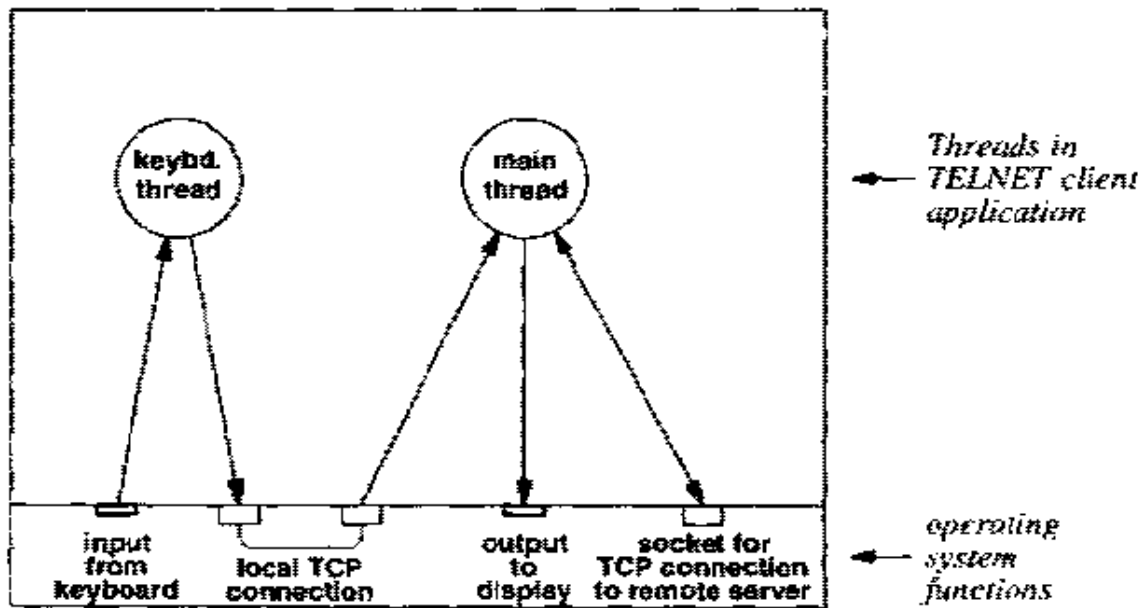 keybd.
thread
main
thread
Threads in
TELNET client
application
input
from
keyboard
local TCP
connection
output
to
display
socket for
TCP connection
to remote server
operating
system
functions